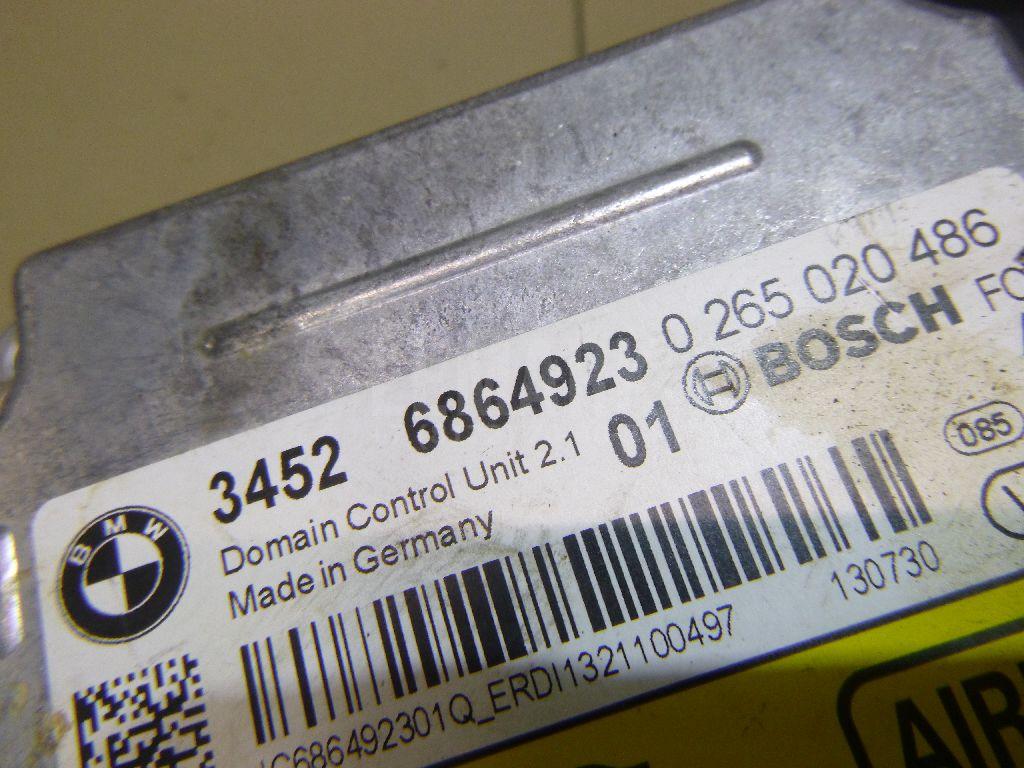 3452 6864923 0 265 020 486
Domain Control Unit 2.1 01 BOSCH
Made in Germany
BMW
085
130730
C686492301Q_ERDI1321100497